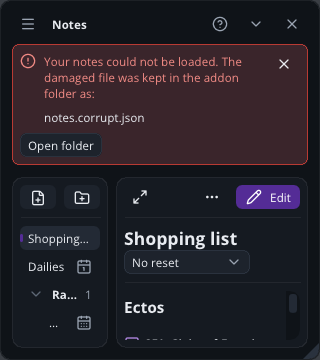 Notes
Your notes could not be loaded. The
damaged file was kept in the addon
folder as:
notes.corrupt.json
Open folder
Edit
Shopping...
Dailies
Ra... 1
...
Shopping list
No reset
Ectos